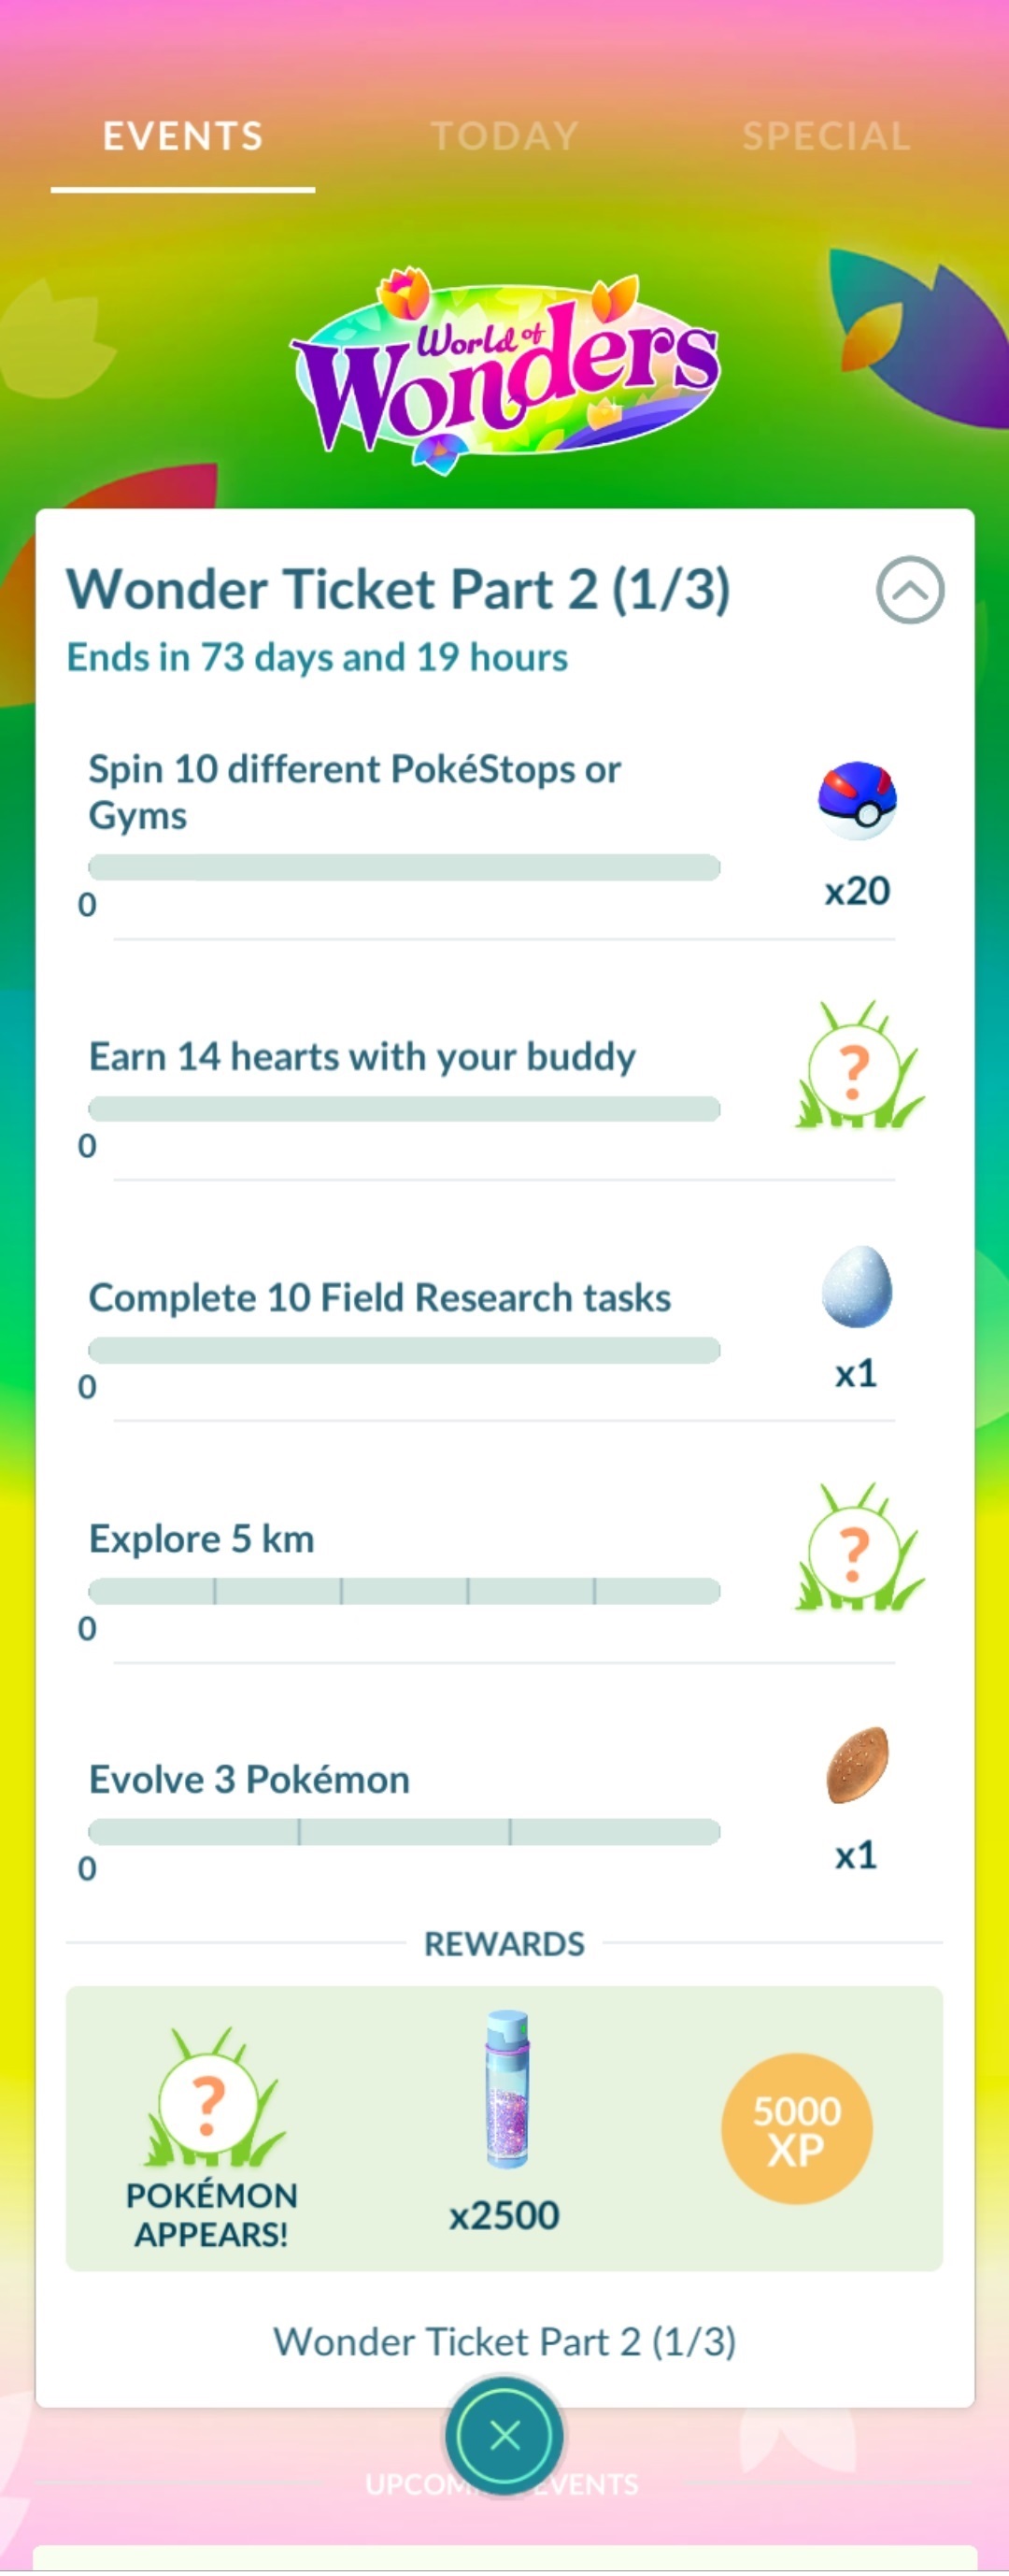 EVENTS TODAY SPECIAL
World of
Wonders
Wonder Ticket Part 2 (1/3)
Ends in 73 days and 19 hours
Spin 10 different PokéStops or
Gyms
0
x20
Earn 14 hearts with your buddy
?
0
Complete 10 Field Research tasks
0
x1
Explore 5 km
?
0
Evolve 3 Pokémon
0
x1
REWARDS
?
POKÉMON
APPEARS!
x2500
5000
XP
Wonder Ticket Part 2 (1/3)